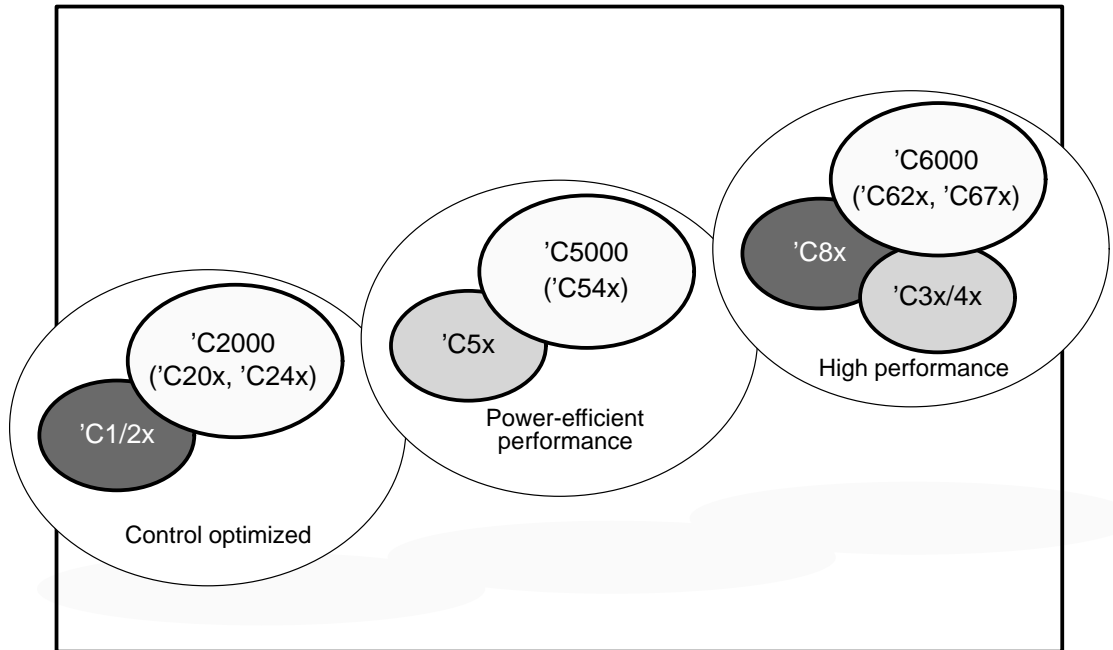 ’C2000
(’C20x, ’C24x)
’C1/2x
Control optimized
’C5000
(’C54x)
’C5x
Power-efficient
performance
’C6000
(’C62x, ’C67x)
’C8x
’C3x/4x
High performance